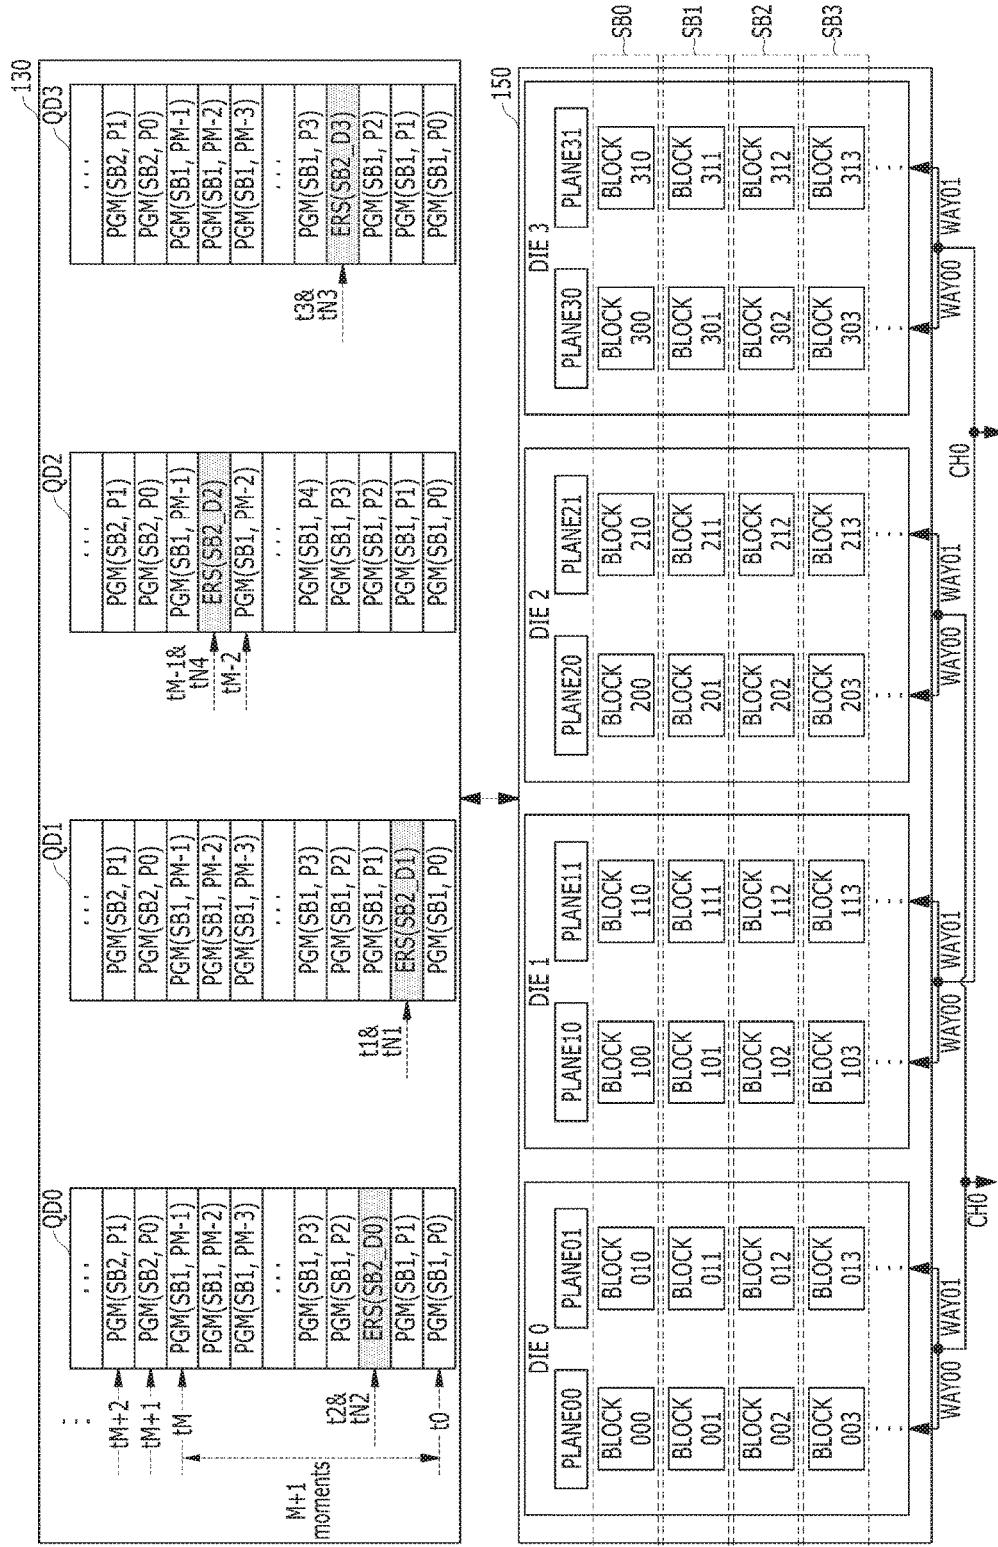 130
QD0
...
PGM(SB2, P1)
PGM(SB2, P0)
PGM(SB1, PM-1)
PGM(SB1, PM-2)
PGM(SB1, PM-3)
...
PGM(SB1, P3)
PGM(SB1, P2)
ERS(SB2_D0)
PGM(SB1, P1)
PGM(SB1, P0)
...
tM+2
tM+1
tM
M+1
moments
t2&
tN2
t0
QD1
...
PGM(SB2, P1)
PGM(SB2, P0)
PGM(SB1, PM-1)
PGM(SB1, PM-2)
PGM(SB1, PM-3)
...
PGM(SB1, P3)
PGM(SB1, P2)
PGM(SB1, P1)
ERS(SB2_D1)
PGM(SB1, P0)
t1&
tN1
QD2
...
PGM(SB2, P1)
PGM(SB2, P0)
PGM(SB1, PM-1)
ERS(SB2_D2)
PGM(SB1, PM-2)
...
PGM(SB1, P4)
PGM(SB1, P3)
PGM(SB1, P2)
PGM(SB1, P1)
PGM(SB1, P0)
tM-1&
tN4
tM-2
QD3
...
PGM(SB2, P1)
PGM(SB2, P0)
PGM(SB1, PM-1)
PGM(SB1, PM-2)
PGM(SB1, PM-3)
...
PGM(SB1, P3)
ERS(SB2_D3)
PGM(SB1, P2)
PGM(SB1, P1)
PGM(SB1, P0)
t3&
tN3
150
DIE 0
PLANE00
BLOCK
000
BLOCK
001
BLOCK
002
BLOCK
003
...
PLANE01
BLOCK
010
BLOCK
011
BLOCK
012
BLOCK
013
...
WAY00
WAY01
DIE 1
PLANE10
BLOCK
100
BLOCK
101
BLOCK
102
BLOCK
103
...
PLANE11
BLOCK
110
BLOCK
111
BLOCK
112
BLOCK
113
...
WAY00
WAY01
DIE 2
PLANE20
BLOCK
200
BLOCK
201
BLOCK
202
BLOCK
203
...
PLANE21
BLOCK
210
BLOCK
211
BLOCK
212
BLOCK
213
...
WAY00
WAY01
DIE 3
PLANE30
BLOCK
300
BLOCK
301
BLOCK
302
BLOCK
303
...
PLANE31
BLOCK
310
BLOCK
311
BLOCK
312
BLOCK
313
...
WAY00
WAY01
SB0
SB1
SB2
SB3
CH0
CH0